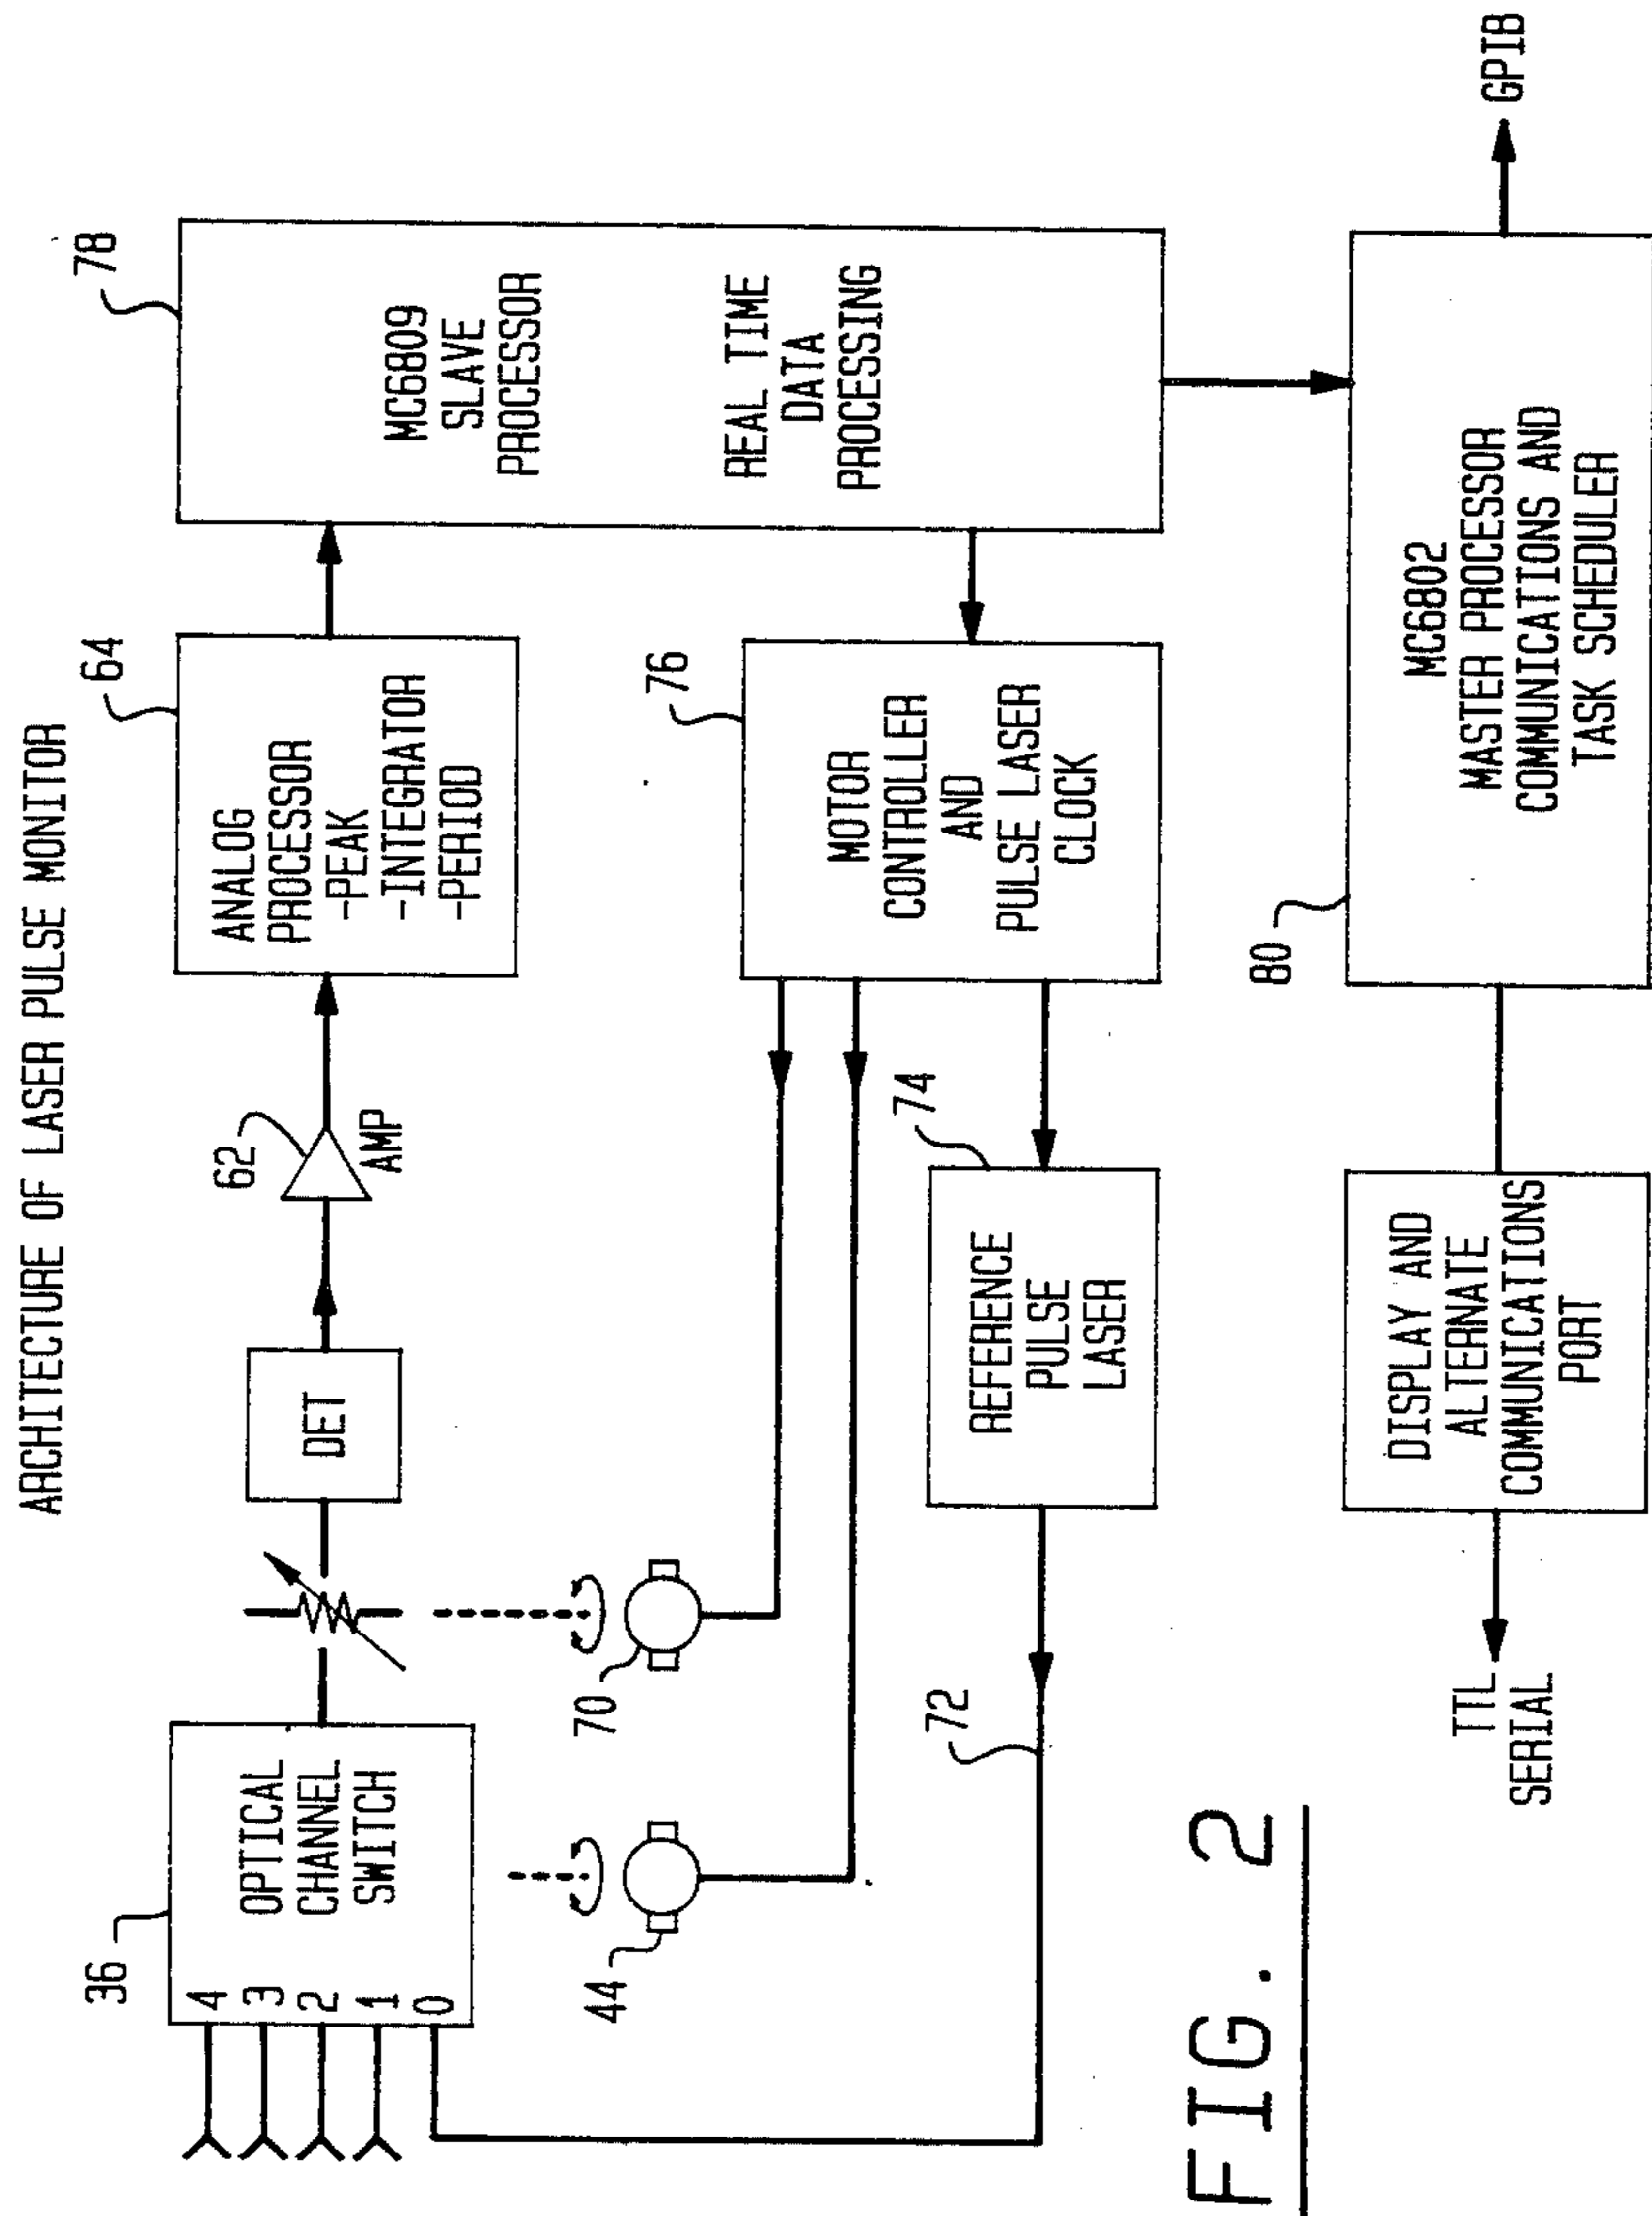 ARCHITECTURE OF LASER PULSE MONITOR
36
4
3
2
1
0
OPTICAL
CHANNEL
SWITCH
DET
62
AMP
64
ANALOG
PROCESSOR
-PEAK
-INTEGRATOR
-PERIOD
78
MC6809
SLAVE
PROCESSOR
REAL TIME
DATA
PROCESSING
44
70
76
MOTOR
CONTROLLER
AND
PULSE LASER
CLOCK
72
74
REFERENCE
PULSE
LASER
80
MC6802
MASTER PROCESSOR
COMMUNICATIONS AND
TASK SCHEDULER
GPIB
DISPLAY AND
ALTERNATE
COMMUNICATIONS
PORT
TTL
SERIAL
FIG. 2